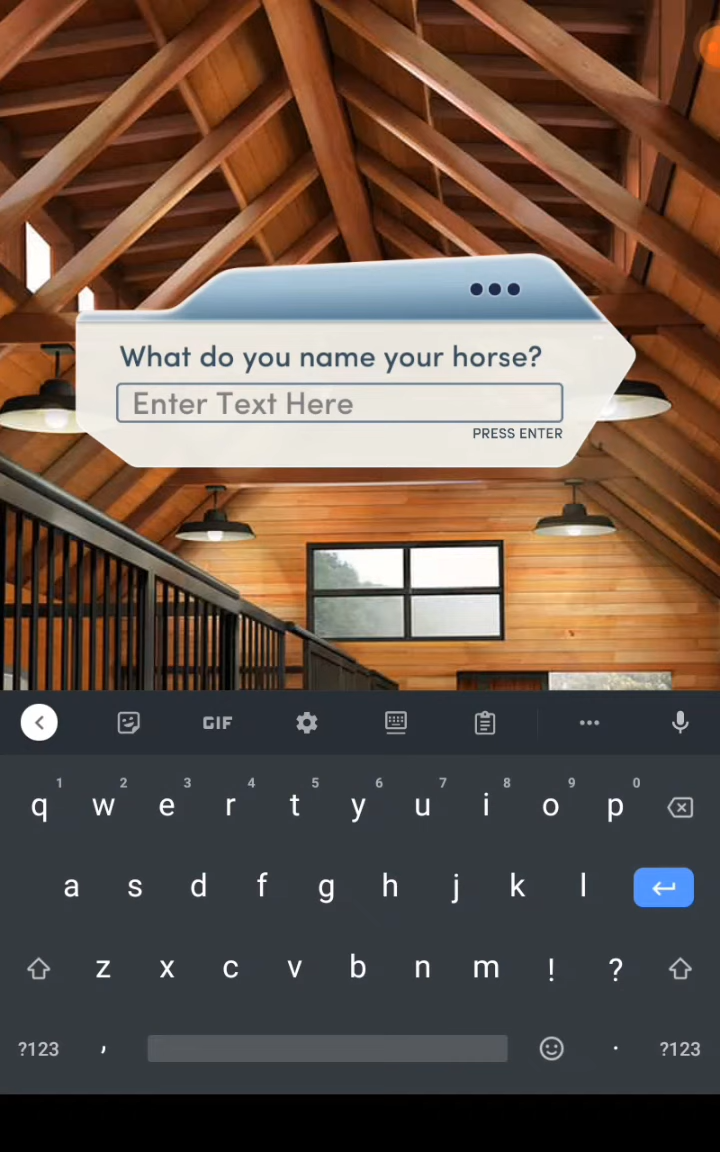 What do you name your horse?
Enter Text Here
PRESS ENTER
GIF
1 2 3 4 5 6 7 8 9 0
q w e r t y u i o p
a s d f g h j k l
z x c v b n m ! ?
?123 , . ?123